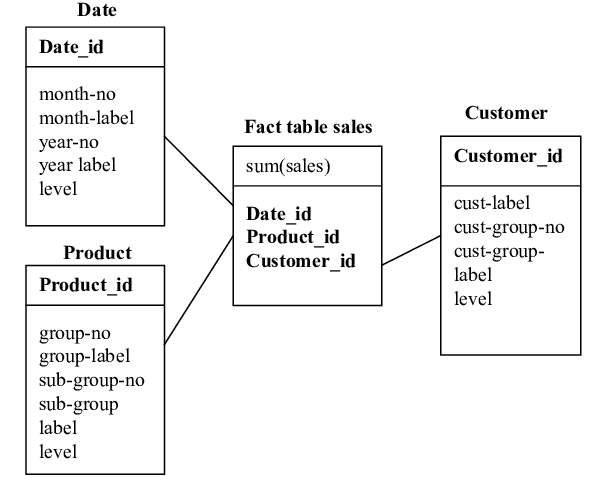 Date
Date_id
month-no
month-label
year-no
year label
level
Product
Product_id
group-no
group-label
sub-group-no
sub-group
label
level
Fact table sales
sum(sales)
Date_id
Product_id
Customer_id
Customer
Customer_id
cust-label
cust-group-no
cust-group-
label
level